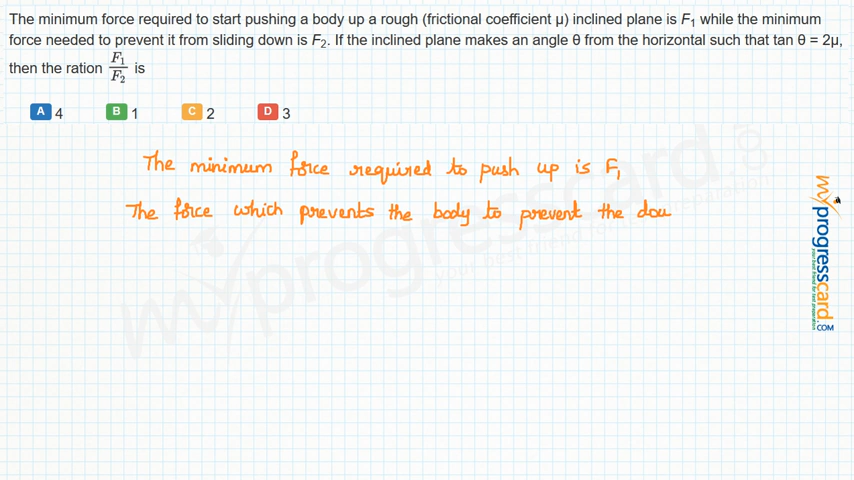 The minimum force required to start pushing a body up a rough (frictional coefficient μ) inclined plane is F₁ while the minimum
force needed to prevent it from sliding down is F₂. If the inclined plane makes an angle θ from the horizontal such that tan θ = 2μ,
then the ration F₁/F₂ is
A 4 B 1 C 2 D 3
The minimum force required to push up is F₁
The force which prevents the body to prevent the dow
myprogresscard
myprogresscard.COM